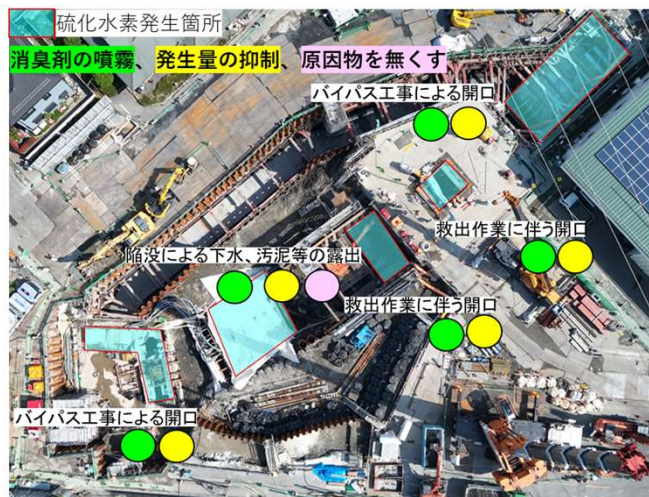 硫化水素発生箇所
消臭剤の噴霧、発生量の抑制、原因物を無くす
バイパス工事による開口
救出作業に伴う開口
陥没による下水、汚泥等の露出
救出作業に伴う開口
バイパス工事による開口